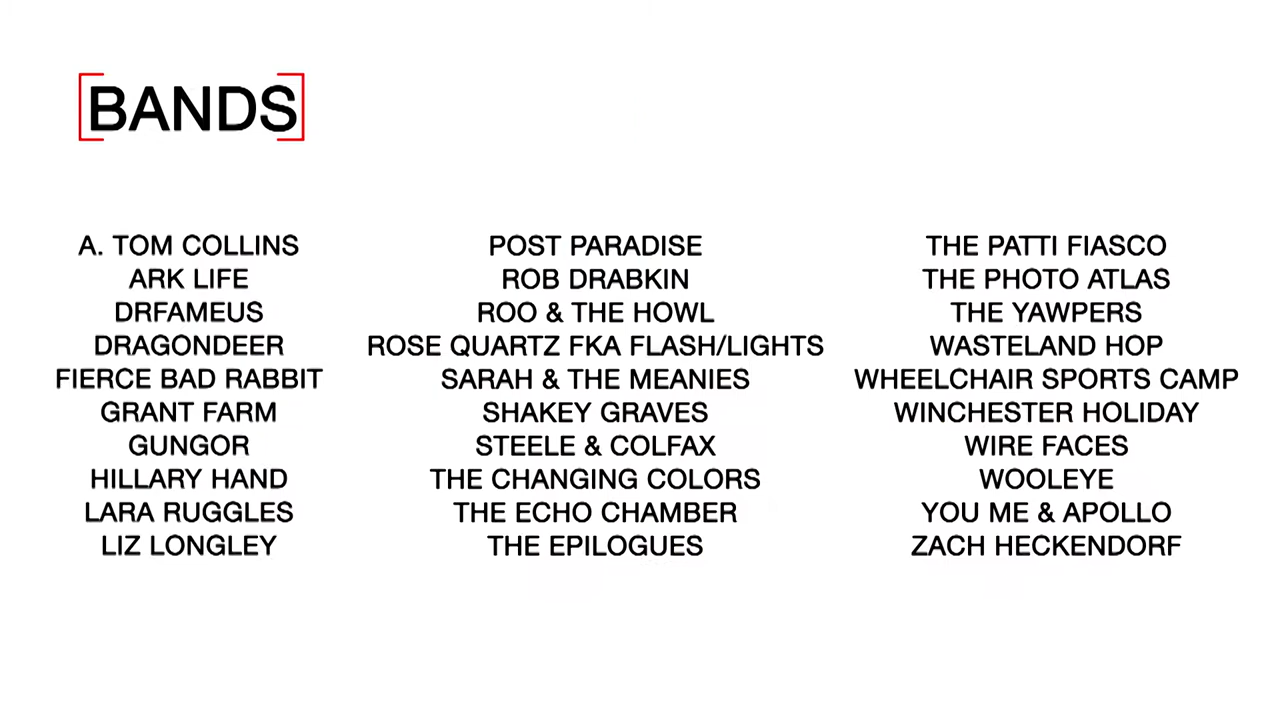 BANDS
A. TOM COLLINS
ARK LIFE
DRFAMEUS
DRAGONDEER
FIERCE BAD RABBIT
GRANT FARM
GUNGOR
HILLARY HAND
LARA RUGGLES
LIZ LONGLEY
POST PARADISE
ROB DRABKIN
ROO & THE HOWL
ROSE QUARTZ FKA FLASH/LIGHTS
SARAH & THE MEANIES
SHAKEY GRAVES
STEELE & COLFAX
THE CHANGING COLORS
THE ECHO CHAMBER
THE EPILOGUES
THE PATTI FIASCO
THE PHOTO ATLAS
THE YAWPERS
WASTELAND HOP
WHEELCHAIR SPORTS CAMP
WINCHESTER HOLIDAY
WIRE FACES
WOOLEYE
YOU ME & APOLLO
ZACH HECKENDORF